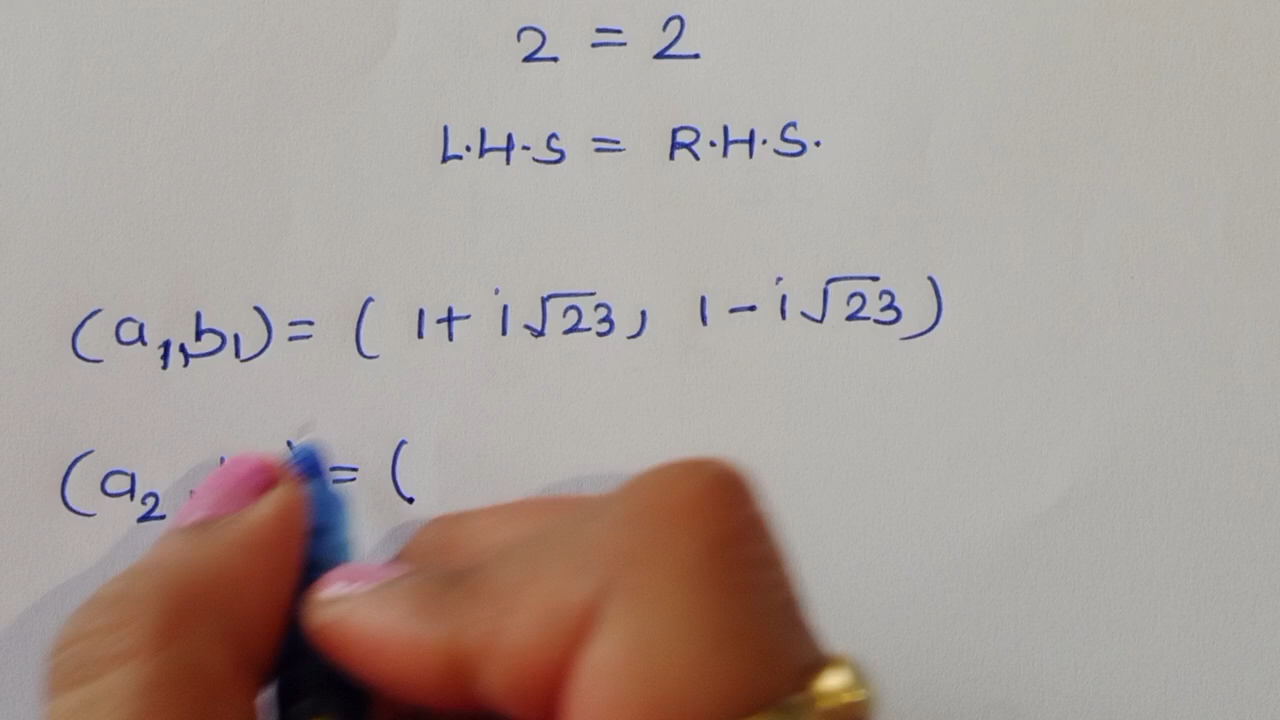 2 = 2
L.H.S = R.H.S.
(a₁,b₁) = ( 1 + i√23, 1 - i√23 )
(a₂ = (